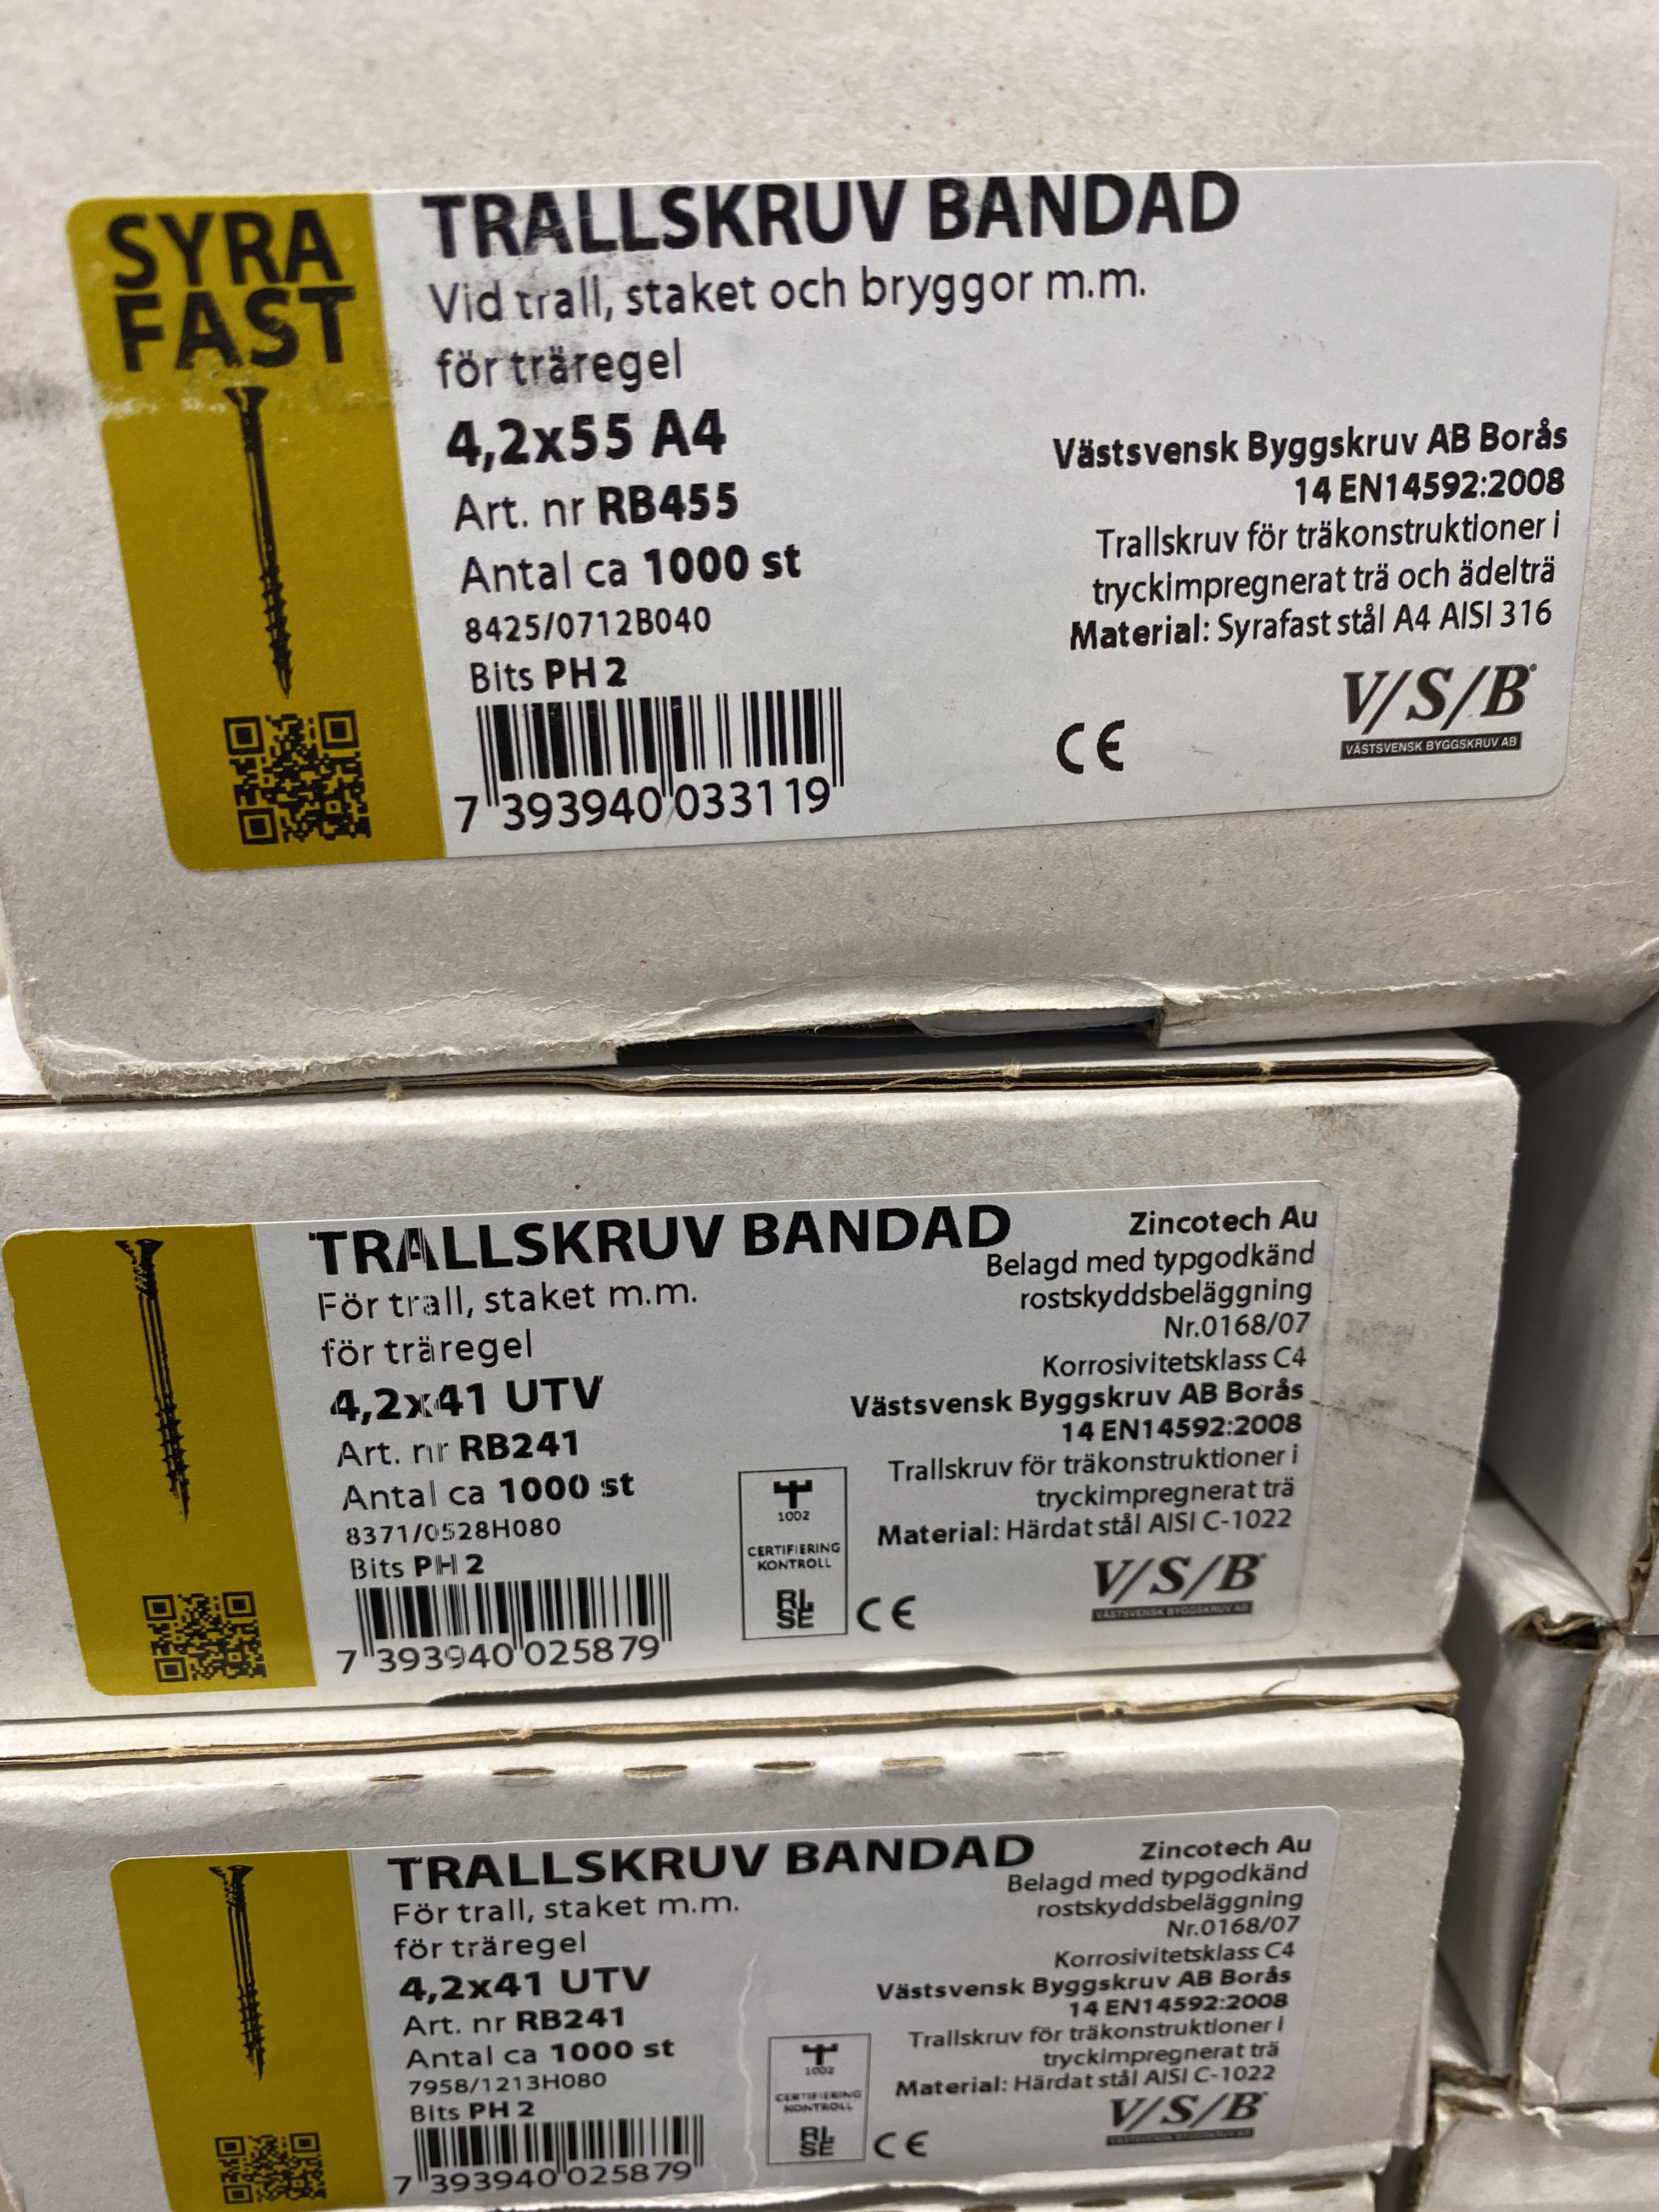 SYRA
FAST
TRALLSKRUV BANDAD
Vid trall, staket och bryggor m.m.
för träregel
4,2x55 A4
Art. nr RB455
Antal ca 1000 st
8425/0712B040
Bits PH 2
7 393940 033119
Västsvensk Byggskruv AB Borås
14 EN14592:2008
Trallskruv för träkonstruktioner i
tryckimpregnerat trä och ädelträ
Material: Syrafast stål A4 AISI 316
CE
V/S/B
VÄSTSVENSK BYGGSKRUV AB
TRALLSKRUV BANDAD
För trall, staket m.m.
för träregel
4,2x41 UTV
Art. nr RB241
Antal ca 1000 st
8371/0528H080
Bits PH 2
7 393940 025879
Zincotech Au
Belagd med typgodkänd
rostskyddsbeläggning
Nr.0168/07
Korrosivitetsklass C4
Västsvensk Byggskruv AB Borås
14 EN14592:2008
Trallskruv för träkonstruktioner i
tryckimpregnerat trä
Material: Härdat stål AISI C-1022
1002
CERTIFIERING
KONTROLL
RI.
SE
CE
V/S/B
VÄSTSVENSK BYGGSKRUV AB
TRALLSKRUV BANDAD
För trall, staket m.m.
för träregel
4,2x41 UTV
Art. nr RB241
Antal ca 1000 st
7958/1213H080
Bits PH 2
7 393940 025879
Zincotech Au
Belagd med typgodkänd
rostskyddsbeläggning
Nr.0168/07
Korrosivitetsklass C4
Västsvensk Byggskruv AB Borås
14 EN14592:2008
Trallskruv för träkonstruktioner i
tryckimpregnerat trä
Material: Härdat stål AISI C-1022
1002
CERTIFIERING
KONTROLL
RI.
SE
CE
V/S/B
VÄSTSVENSK BYGGSKRUV AB